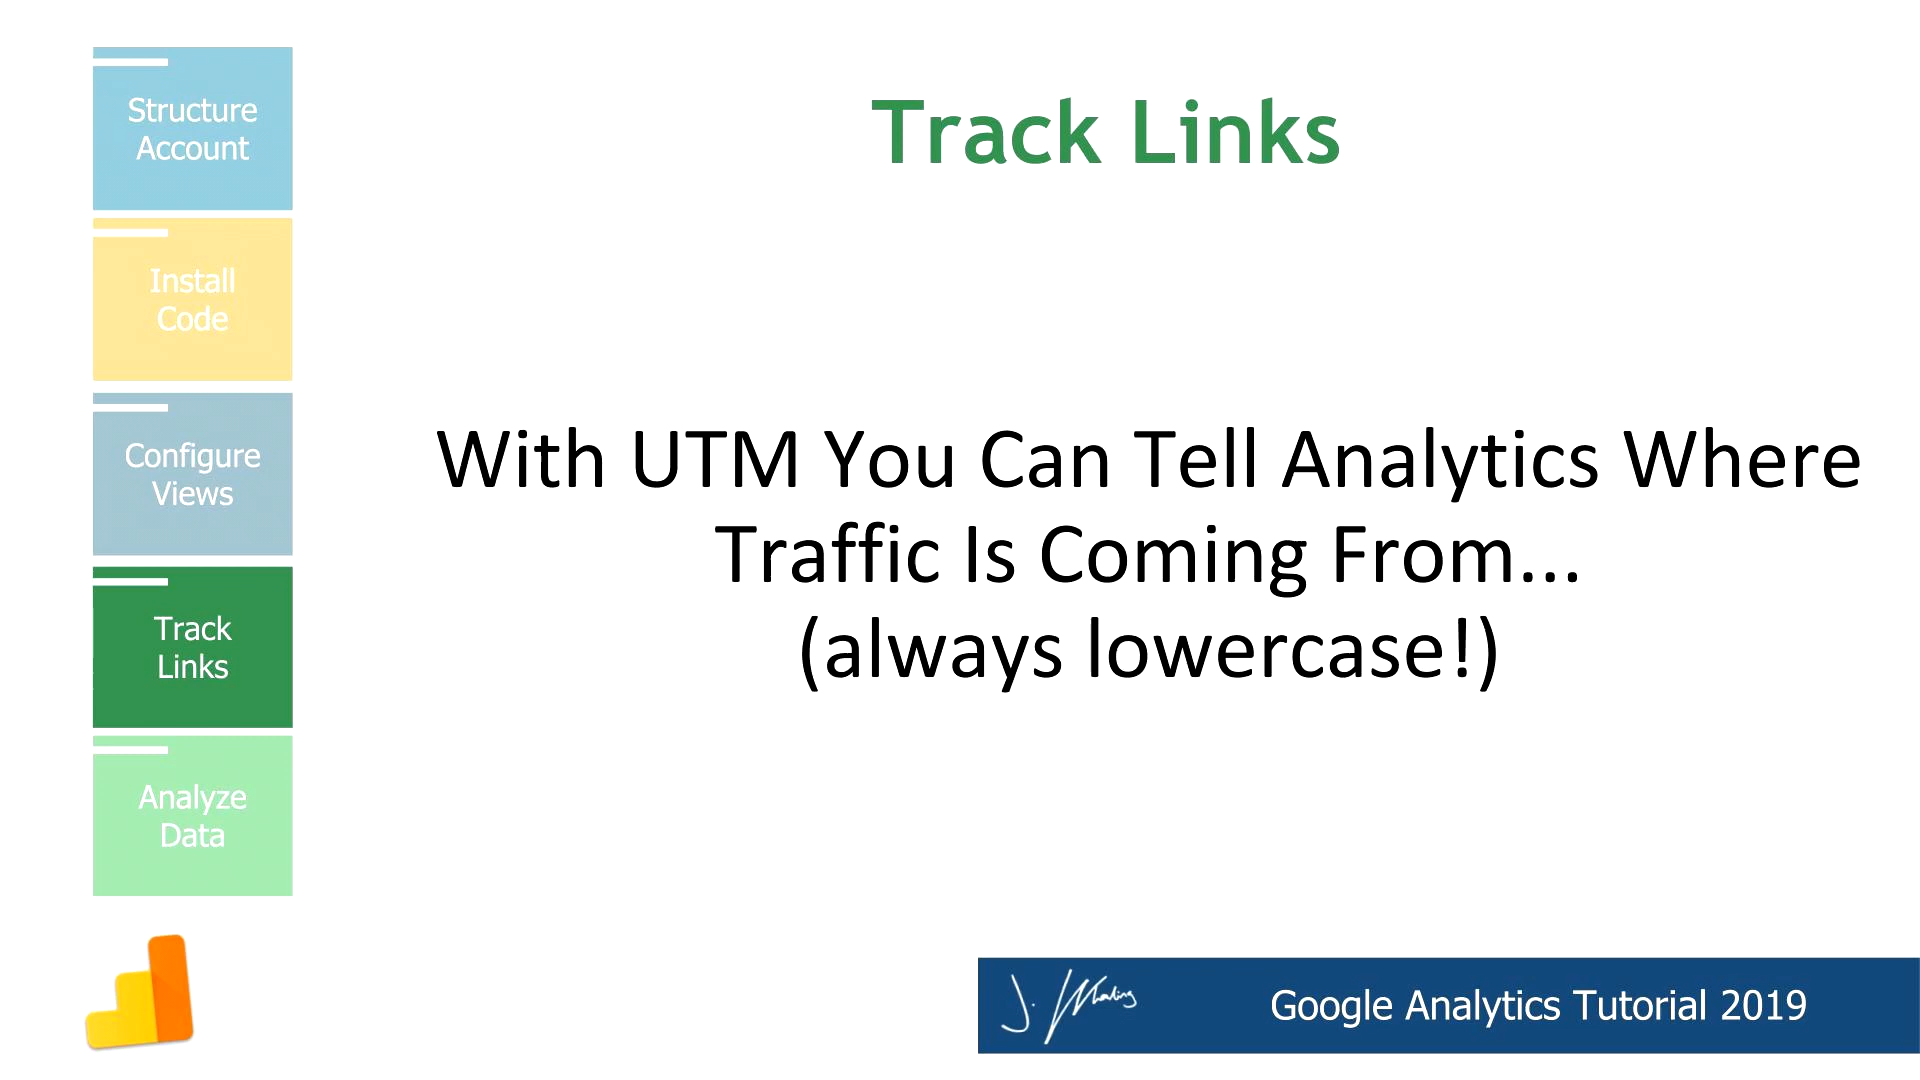 Structure
Account
Install
Code
Configure
Views
Track
Links
Analyze
Data
Track Links
With UTM You Can Tell Analytics Where
Traffic Is Coming From...
(always lowercase!)
Google Analytics Tutorial 2019